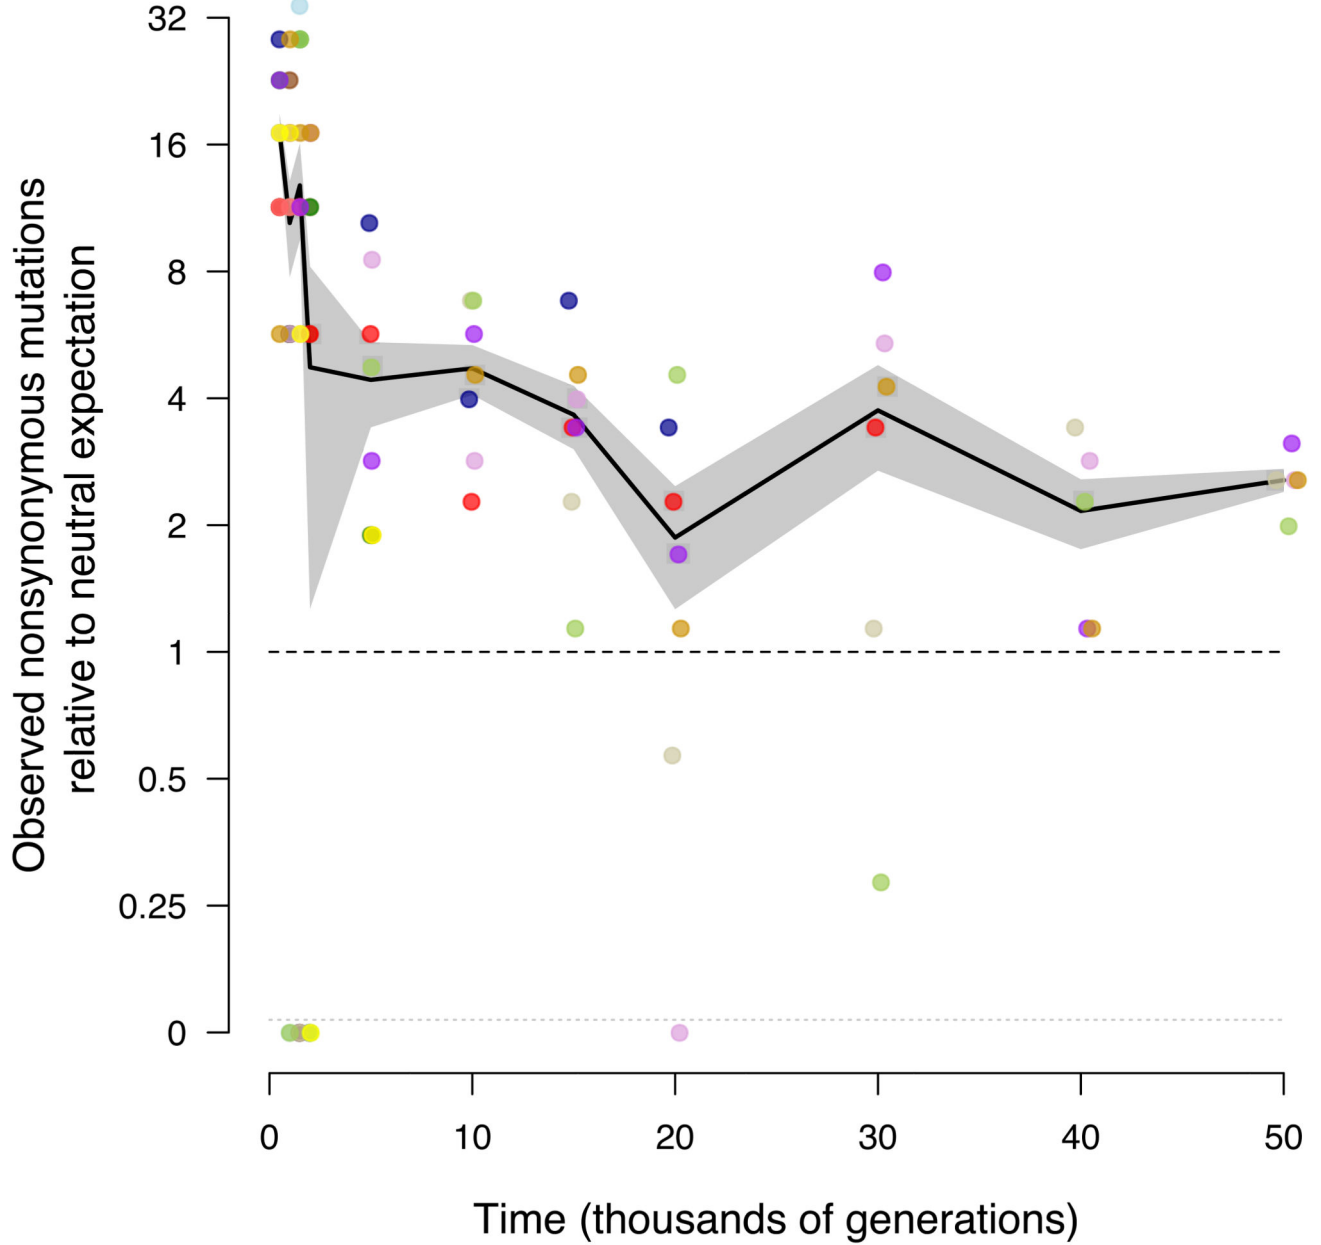 Observed nonsynonymous mutations
relative to neutral expectation
32
16
8
4
2
1
0.5
0.25
0
0 10 20 30 40 50
Time (thousands of generations)